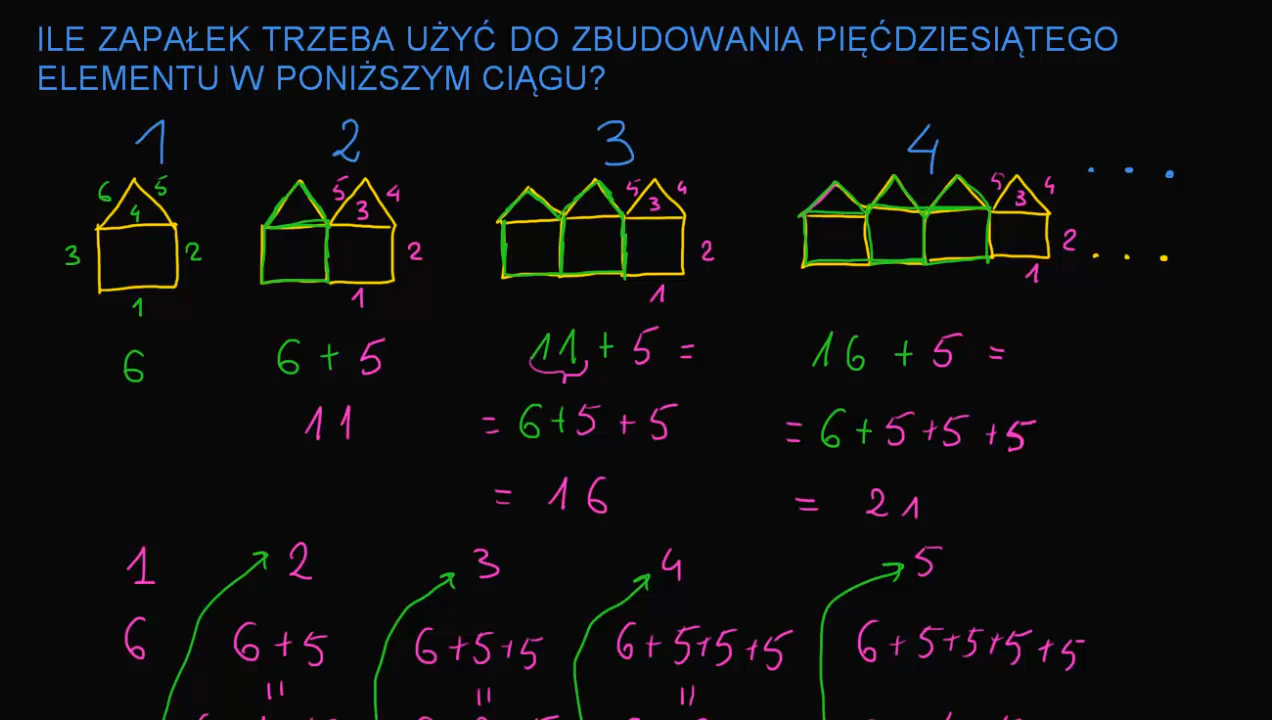 ILE ZAPAŁEK TRZEBA UŻYĆ DO ZBUDOWANIA PIĘĆDZIESIĄTEGO
ELEMENTU W PONIŻSZYM CIĄGU?
1 2 3 4 ....
6 5 4 3 2 1
5 4 3 2 1
5 4 3 2 1
5 4 3 2 1 ...
6 6 + 5 11 + 5 = 16 + 5 =
11 = 6 + 5 + 5 = 6 + 5 + 5 + 5
= 16 = 21
1 2 3 4 5
6 6 + 5 6 + 5 + 5 6 + 5 + 5 + 5 6 + 5 + 5 + 5 + 5
= = =